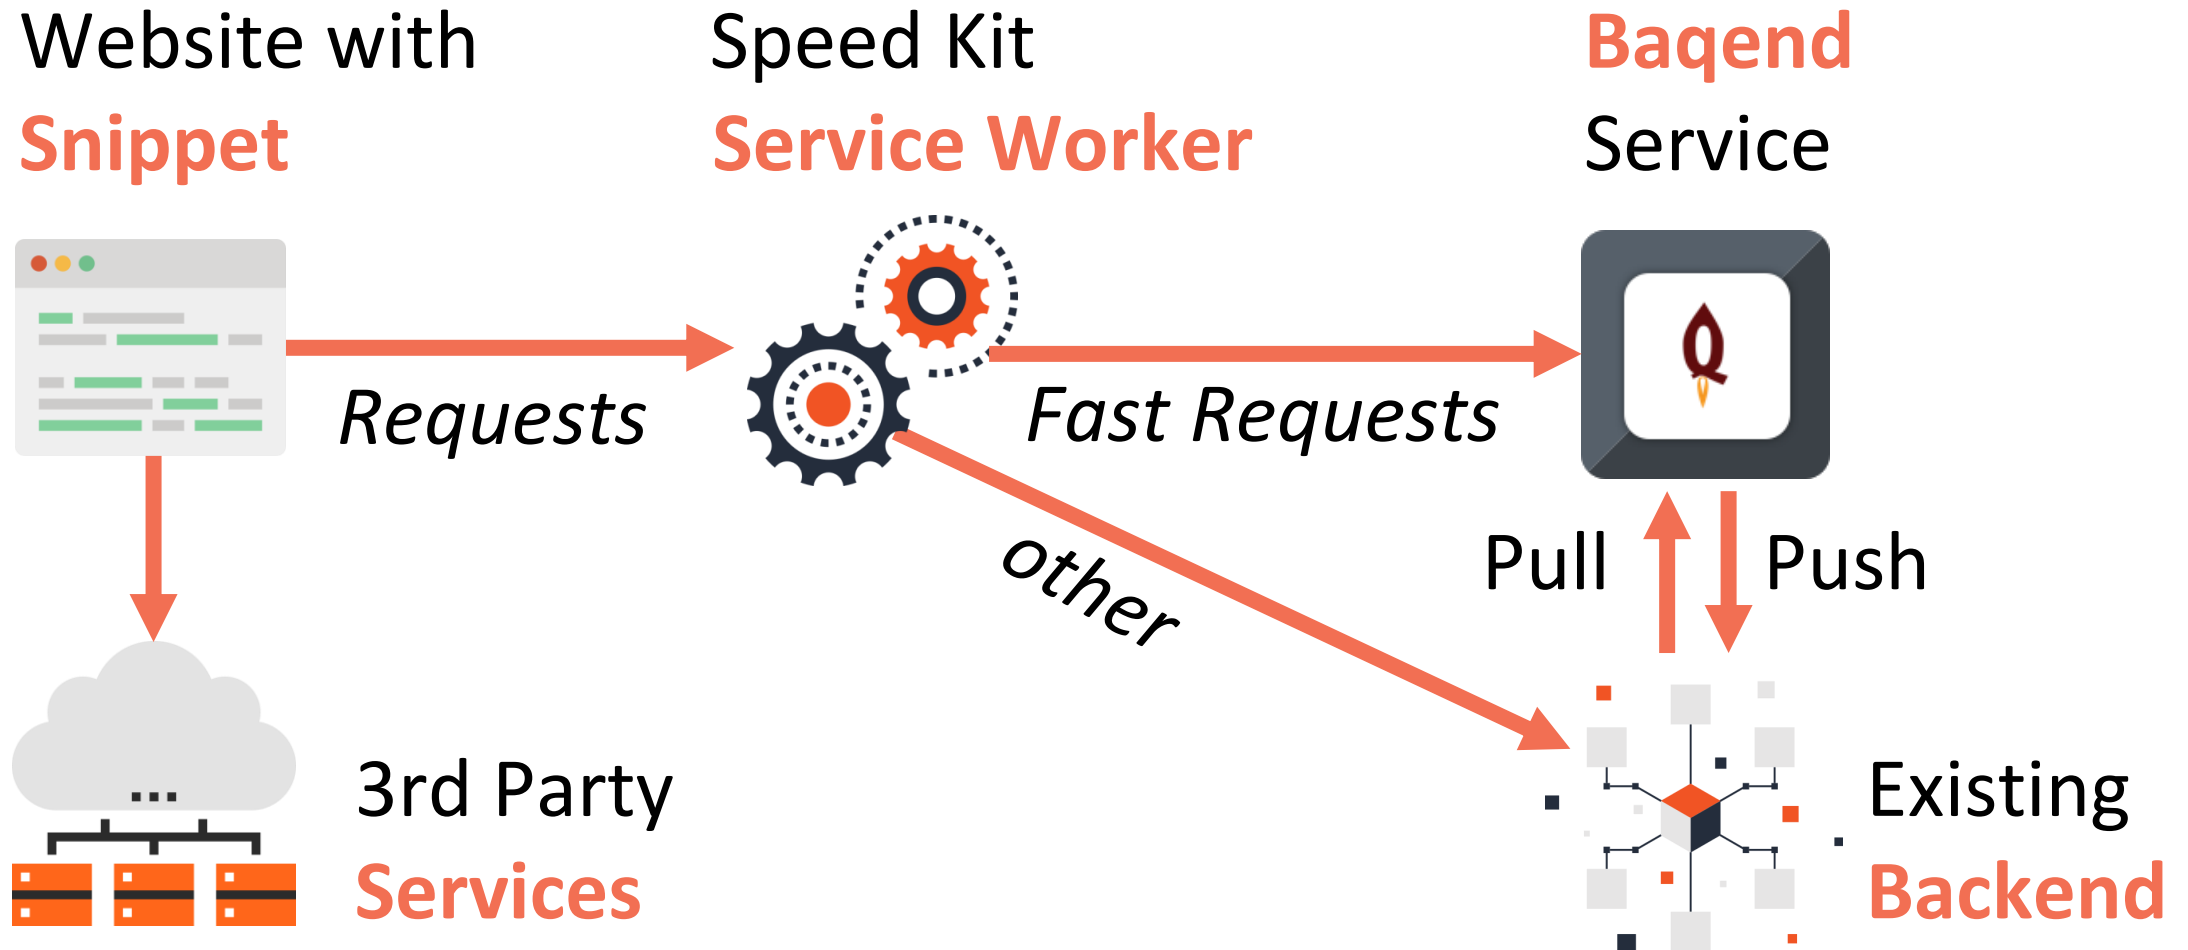 Website with
Snippet
Speed Kit
Service Worker
Baqend
Service
Requests
Fast Requests
other
Pull
Push
3rd Party
Services
Existing
Backend